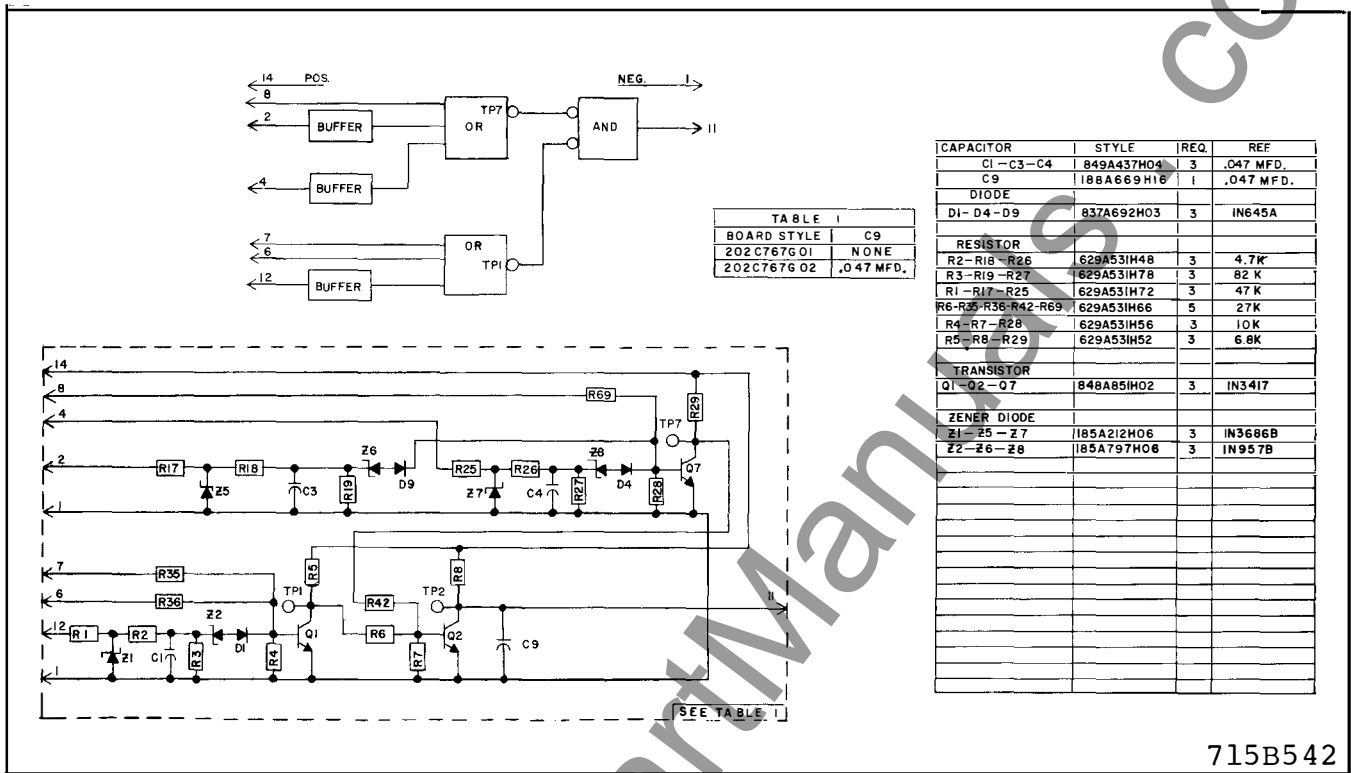 14 POS. NEG. 1
8
2 BUFFER TP7 OR AND 11
4 BUFFER
7 OR
6 TP1
12 BUFFER
TABLE 1
BOARD STYLE C9
202C767G01 NONE
202C767G02 .047 MFD.
CAPACITOR STYLE REQ. REF
C1-C3-C4 849A437H04 3 .047 MFD.
C9 188A669H16 1 .047 MFD.
DIODE
D1-D4-D9 837A692H03 3 IN645A
RESISTOR
R2-R18-R26 629A531H48 3 4.7K
R3-R19-R27 629A531H78 3 82 K
R1-R17-R25 629A531H72 3 47 K
R6-R35-R36-R42-R69 629A531H66 5 27K
R4-R7-R28 629A531H56 3 10K
R5-R8-R29 629A531H52 3 6.8K
TRANSISTOR
Q1-Q2-Q7 848A851H02 3 IN3417
ZENER DIODE
Z1-Z5-Z7 185A212H06 3 IN3686B
Z2-Z6-Z8 185A797H06 3 IN957B
14
8 R69 R29
4 TP7
Z6 Z8
2 R17 R18 R25 R26 Q7
Z5 C3 R19 D9 Z7 C4 R27 D4 R28
1
7 R35 R5 R8
6 R36 TP1 R42 TP2 11
Z2
12 R1 R2 Q1 R6 Q2
Z1 C1 R3 D1 R4 R7 C9
1
SEE TABLE 1
715B542